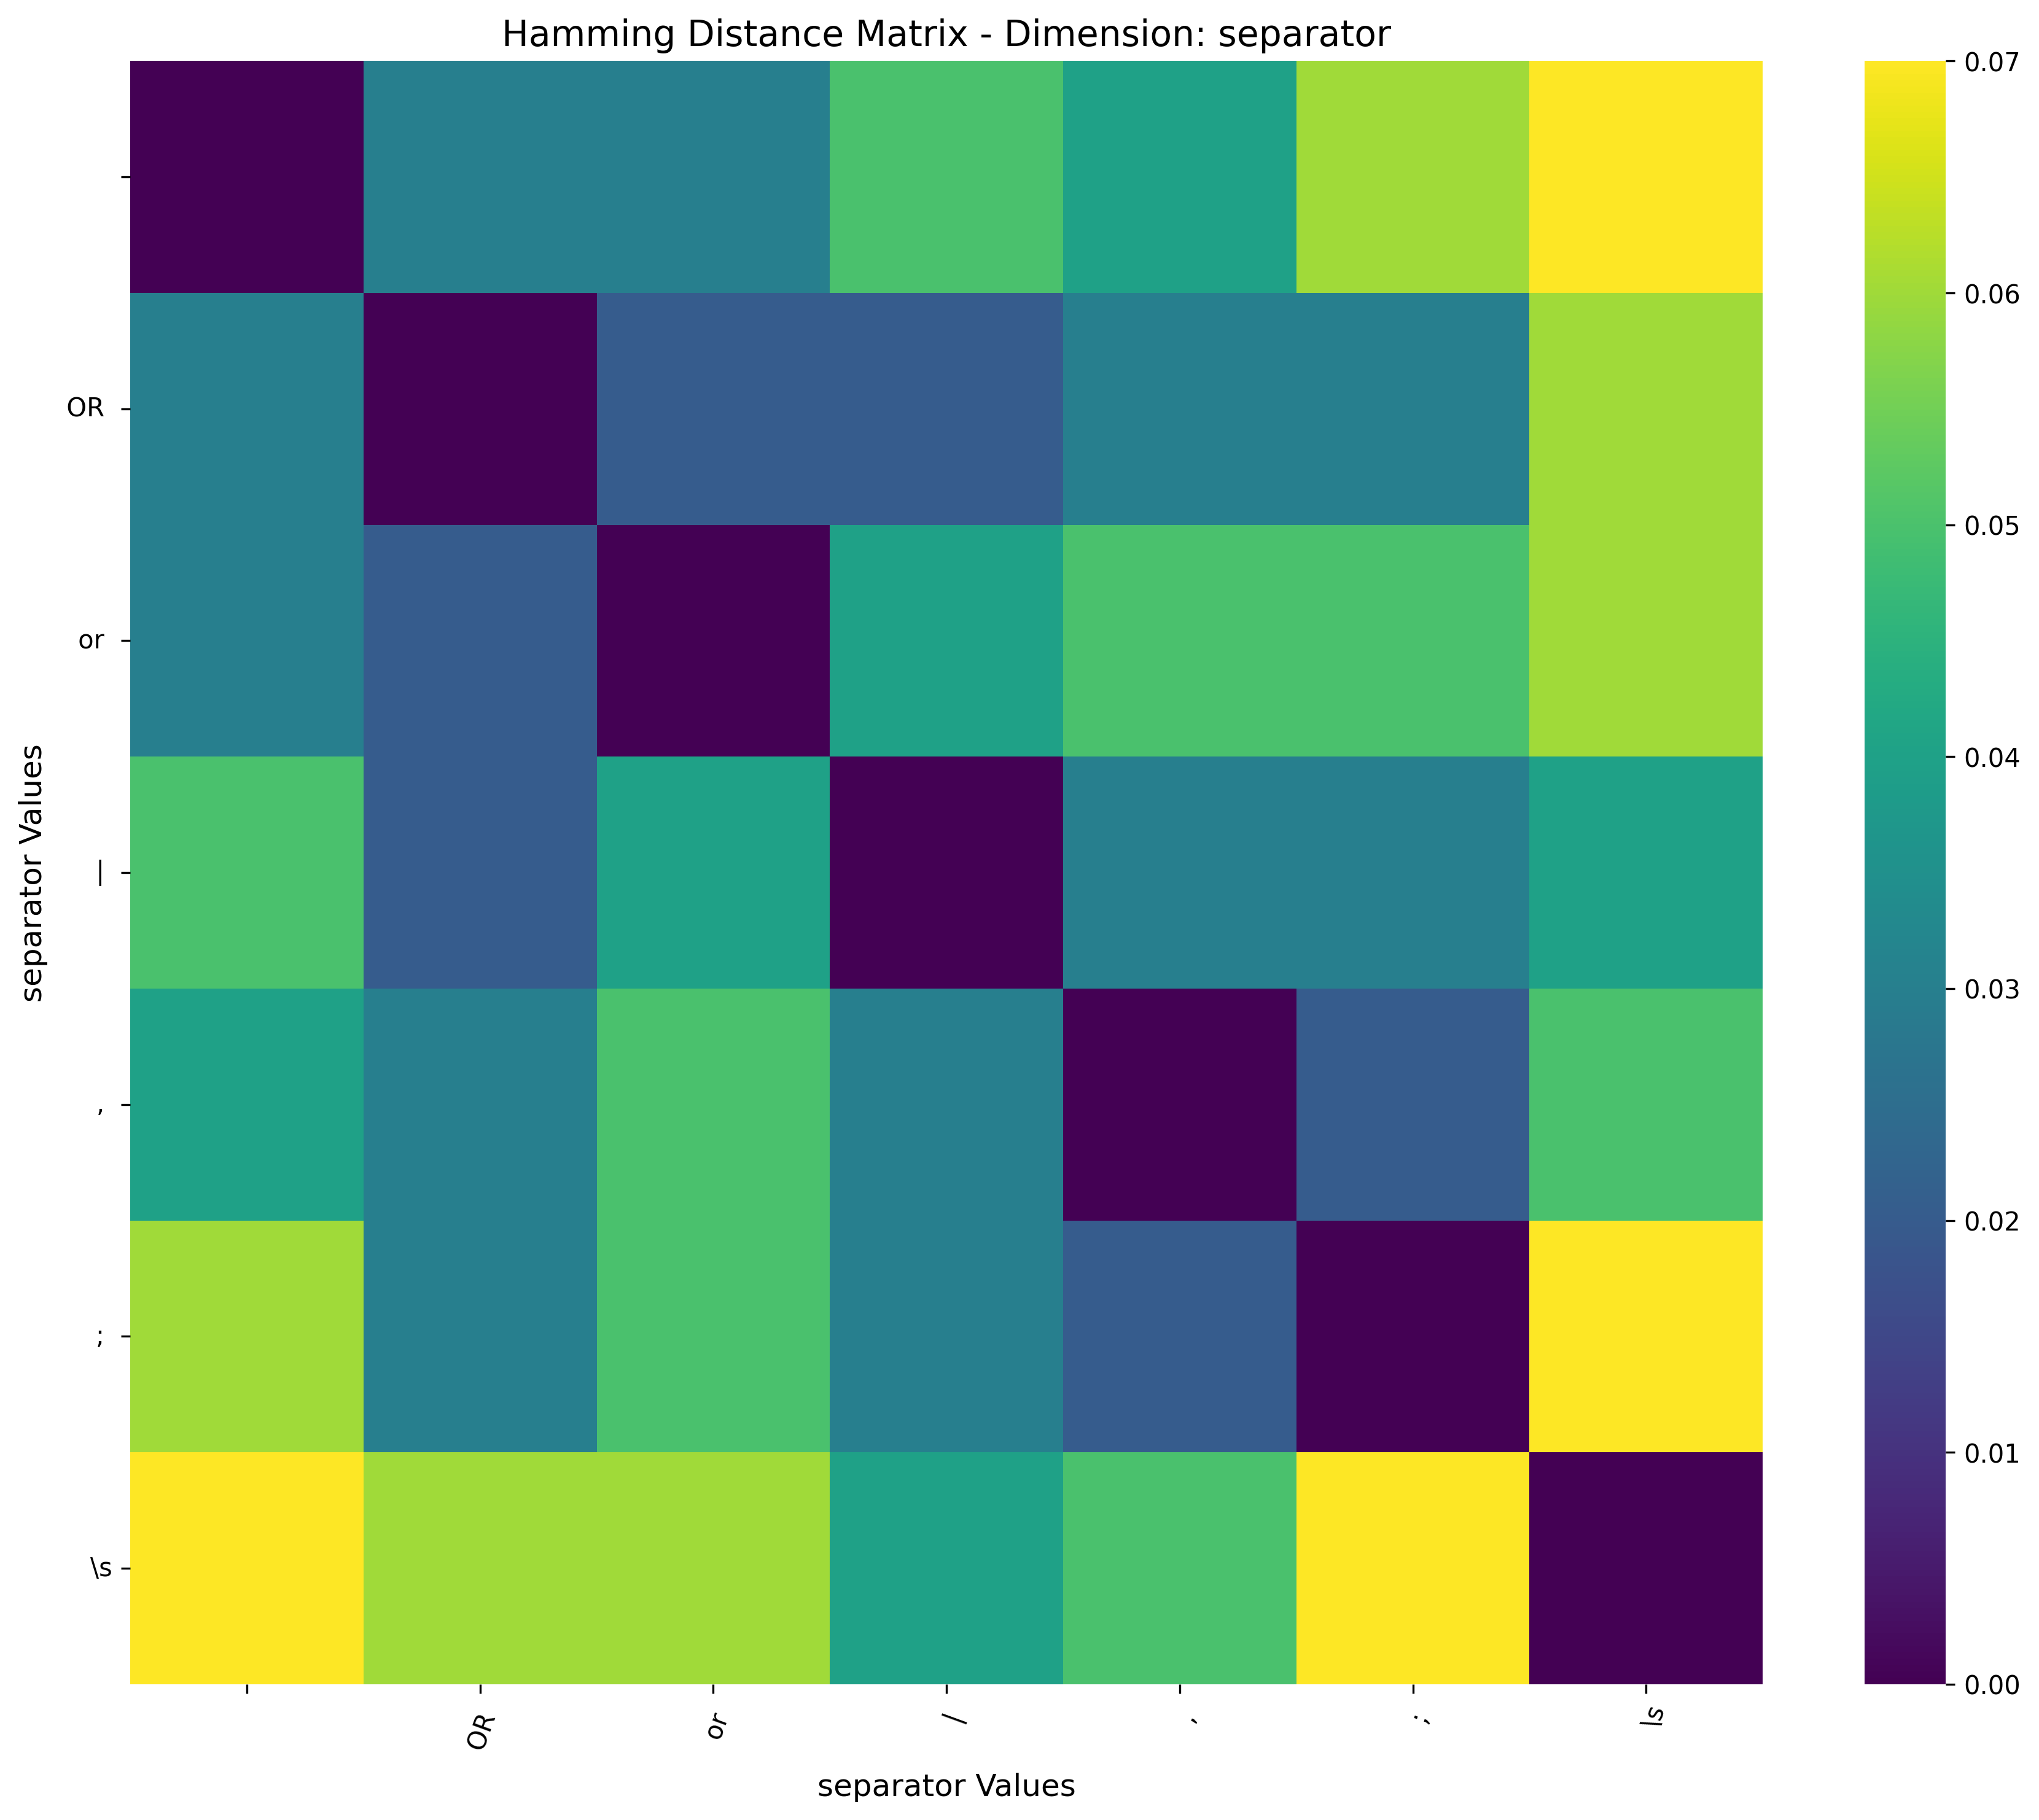 Hamming Distance Matrix - Dimension: separator
separator Values
OR
or
|
,
;
\s
OR
or
|
,
;
\s
separator Values
0.07
0.06
0.05
0.04
0.03
0.02
0.01
0.00